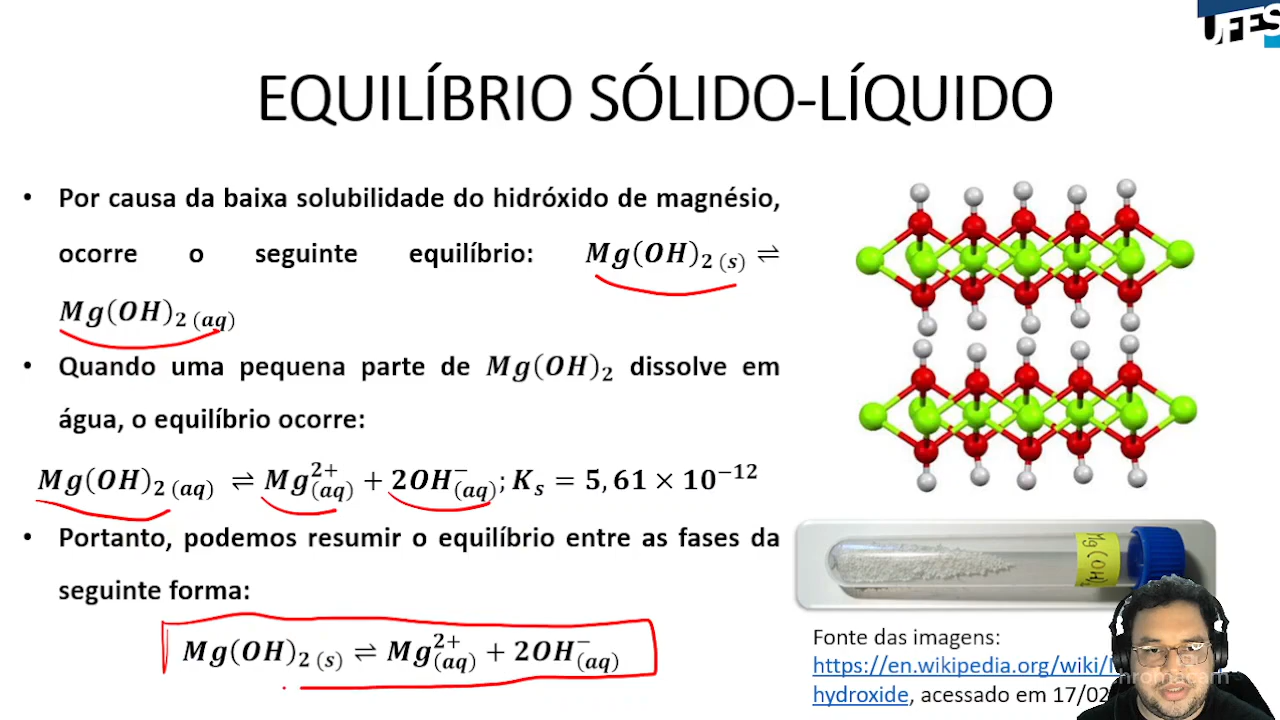 UFES
EQUILÍBRIO SÓLIDO-LÍQUIDO
• Por causa da baixa solubilidade do hidróxido de magnésio,
ocorre o seguinte equilíbrio: Mg(OH)₂ ₍s₎ ⇌
Mg(OH)₂ (aq)
• Quando uma pequena parte de Mg(OH)₂ dissolve em
água, o equilíbrio ocorre:
Mg(OH)₂ (aq) ⇌ Mg²⁺(aq) + 2OH⁻(aq); Kₛ = 5,61 × 10⁻¹²
• Portanto, podemos resumir o equilíbrio entre as fases da
seguinte forma:
Mg(OH)₂ (s) ⇌ Mg²⁺(aq) + 2OH⁻(aq)
Mg(OH)
Fonte das imagens:
https://en.wikipedia.org/wiki/
hydroxide, acessado em 17/02